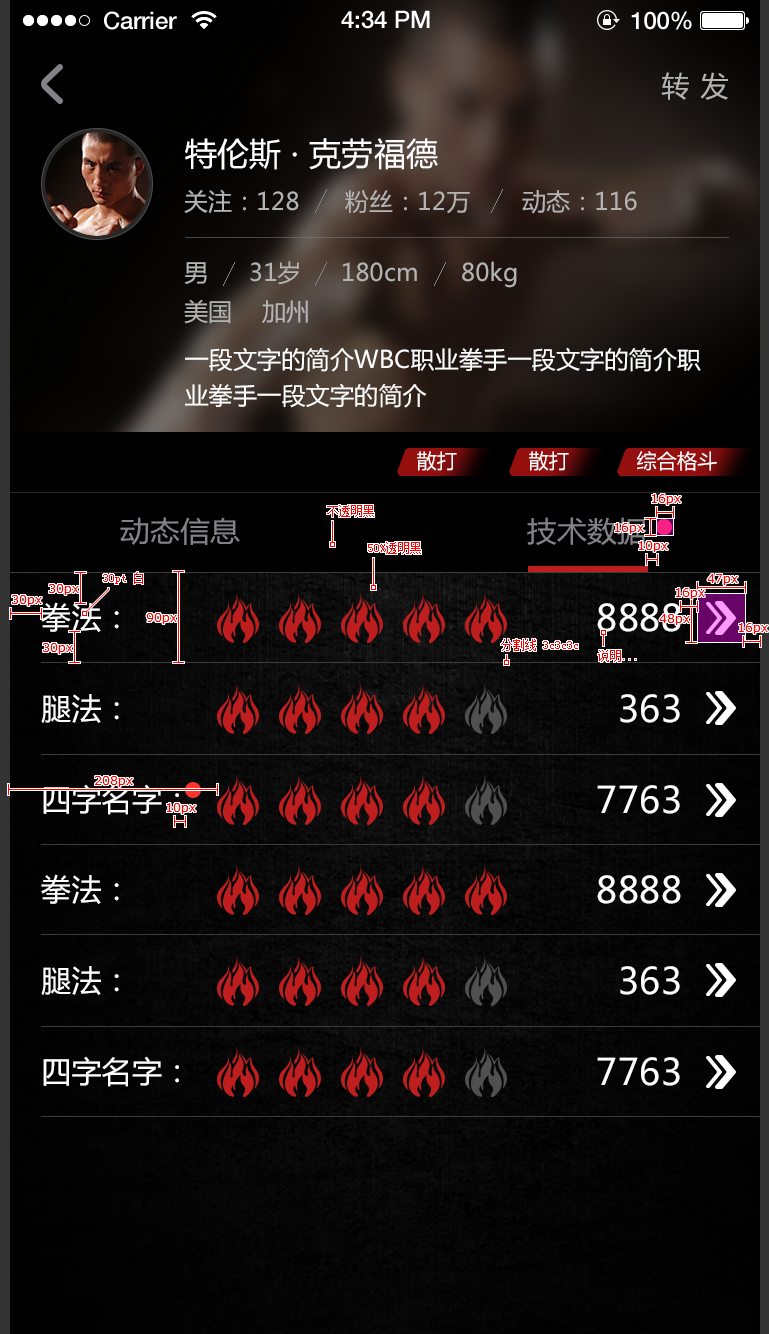 Carrier 4:34 PM 100%
转发
特伦斯·克劳福德
关注：128 / 粉丝：12万 / 动态：116
男 / 31岁 / 180cm / 80kg
美国 加州
一段文字的简介WBC职业拳手一段文字的简介职
业拳手一段文字的简介
散打 散打 综合格斗
16px
不透明黑
动态信息 技术数据
16px
10px
50%透明黑
30px 30pt 白 47px
30px 90px 16px
拳法： 8888 48px 16px
30px 分割线 3c3c3c 说明...
腿法： 363
208px
四字名字： 7763
10px
拳法： 8888
腿法： 363
四字名字： 7763